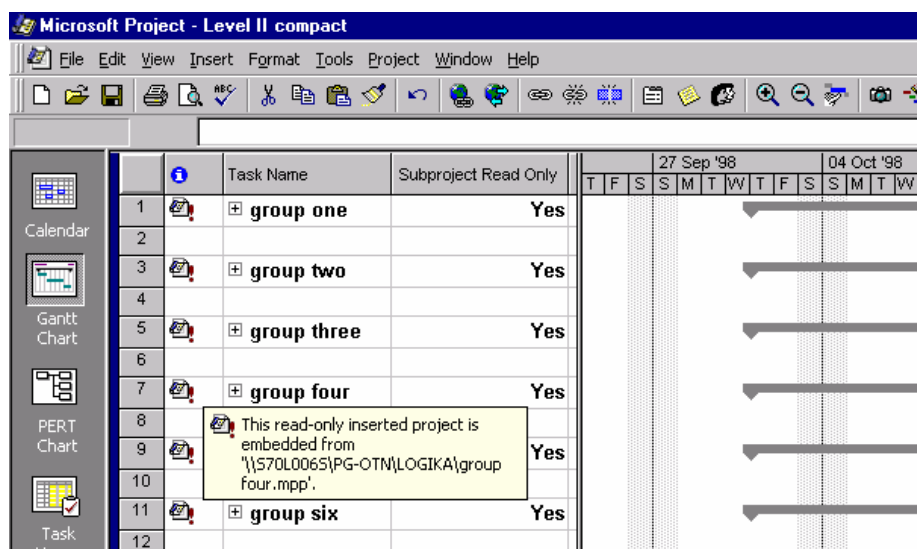 Microsoft Project - Level II compact
File Edit View Insert Format Tools Project Window Help
ABC
Task Name Subproject Read Only 27 Sep '98 04 Oct '98
T F S S M T W T F S S M T W
1 group one Yes
2
3 group two Yes
4
5 group three Yes
6
7 group four Yes
8
9 Yes
10
11 group six Yes
12
This read-only inserted project is
embedded from
'\\S70L0065\PG-OTN\LOGIKA\group
four.mpp'.
Calendar
Gantt
Chart
PERT
Chart
Task